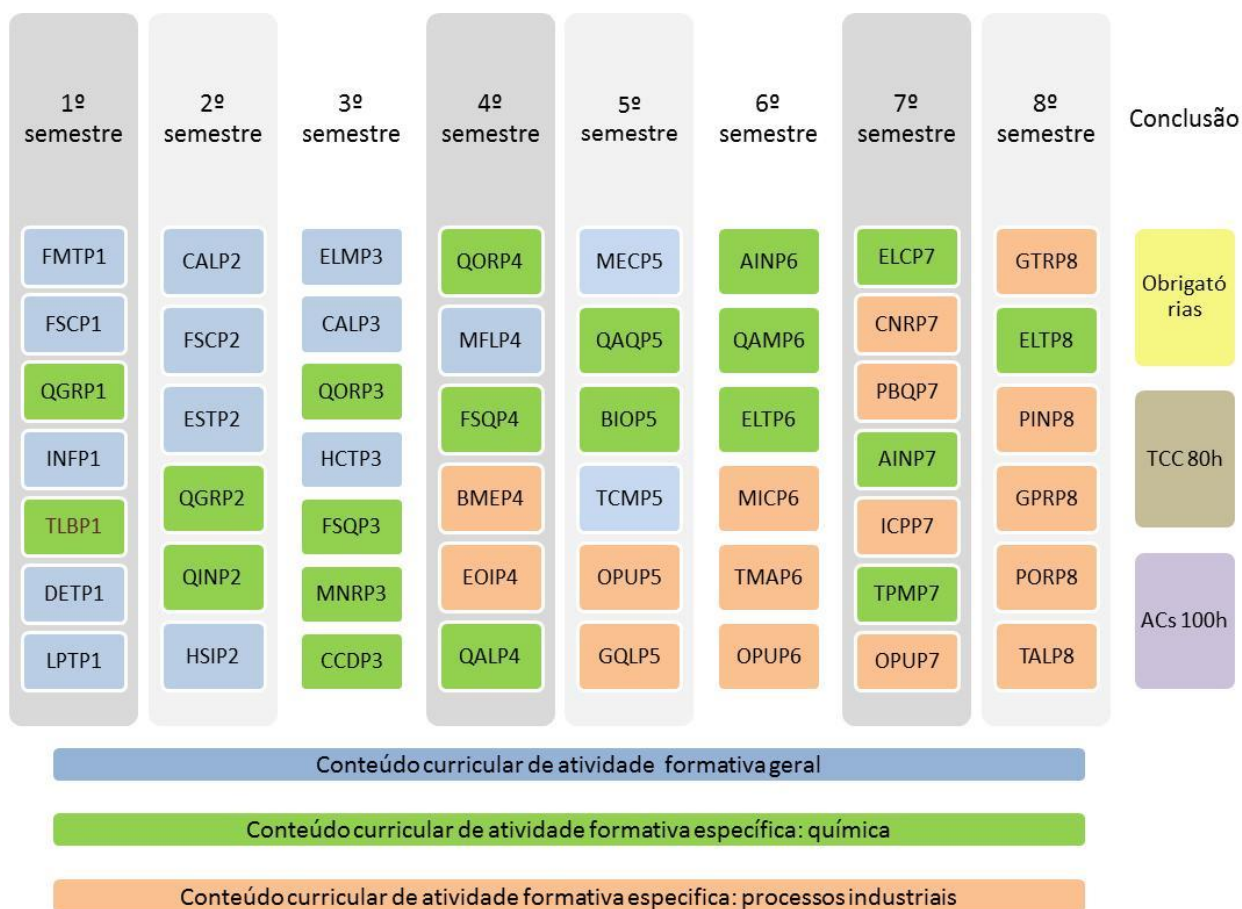 1º
semestre
2º
semestre
3º
semestre
4º
semestre
5º
semestre
6º
semestre
7º
semestre
8º
semestre
Conclusão
FMTP1
FSCP1
QGRP1
INFP1
TLBP1
DETP1
LPTP1
CALP2
FSCP2
ESTP2
QGRP2
QINP2
HSIP2
ELMP3
CALP3
QORP3
HCTP3
FSQP3
MNRP3
CCDP3
QORP4
MFLP4
FSQP4
BMEP4
EOIP4
QALP4
MECP5
QAQP5
BIOP5
TCMP5
OPUP5
GQLP5
AINP6
QAMP6
ELTP6
MICP6
TMAP6
OPUP6
ELCP7
CNRP7
PBQP7
AINP7
ICPP7
TPMP7
OPUP7
GTRP8
ELTP8
PINP8
GPRP8
PORP8
TALP8
Obrigató
rias
TCC 80h
ACs 100h
Conteúdo curricular de atividade formativa geral
Conteúdo curricular de atividade formativa específica: química
Conteúdo curricular de atividade formativa especifica: processos industriais